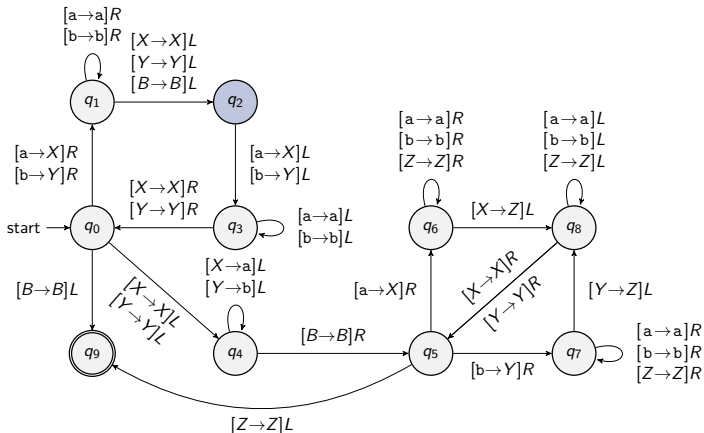 [a→a]R
[b→b]R
[X→X]L
[Y→Y]L
[B→B]L
q1
q2
[a→X]R
[b→Y]R
[a→X]L
[b→Y]L
[X→X]R
[Y→Y]R
start
q0
q3
[a→a]L
[b→b]L
[a→a]R
[b→b]R
[Z→Z]R
[a→a]L
[b→b]L
[Z→Z]L
q6
[X→Z]L
q8
[B→B]L
[X→X]L
[Y→Y]L
[X→a]L
[Y→b]L
[a→X]R
[X→X]R
[Y→Y]R
[Y→Z]L
q9
q4
[B→B]R
q5
[b→Y]R
q7
[a→a]R
[b→b]R
[Z→Z]R
[Z→Z]L